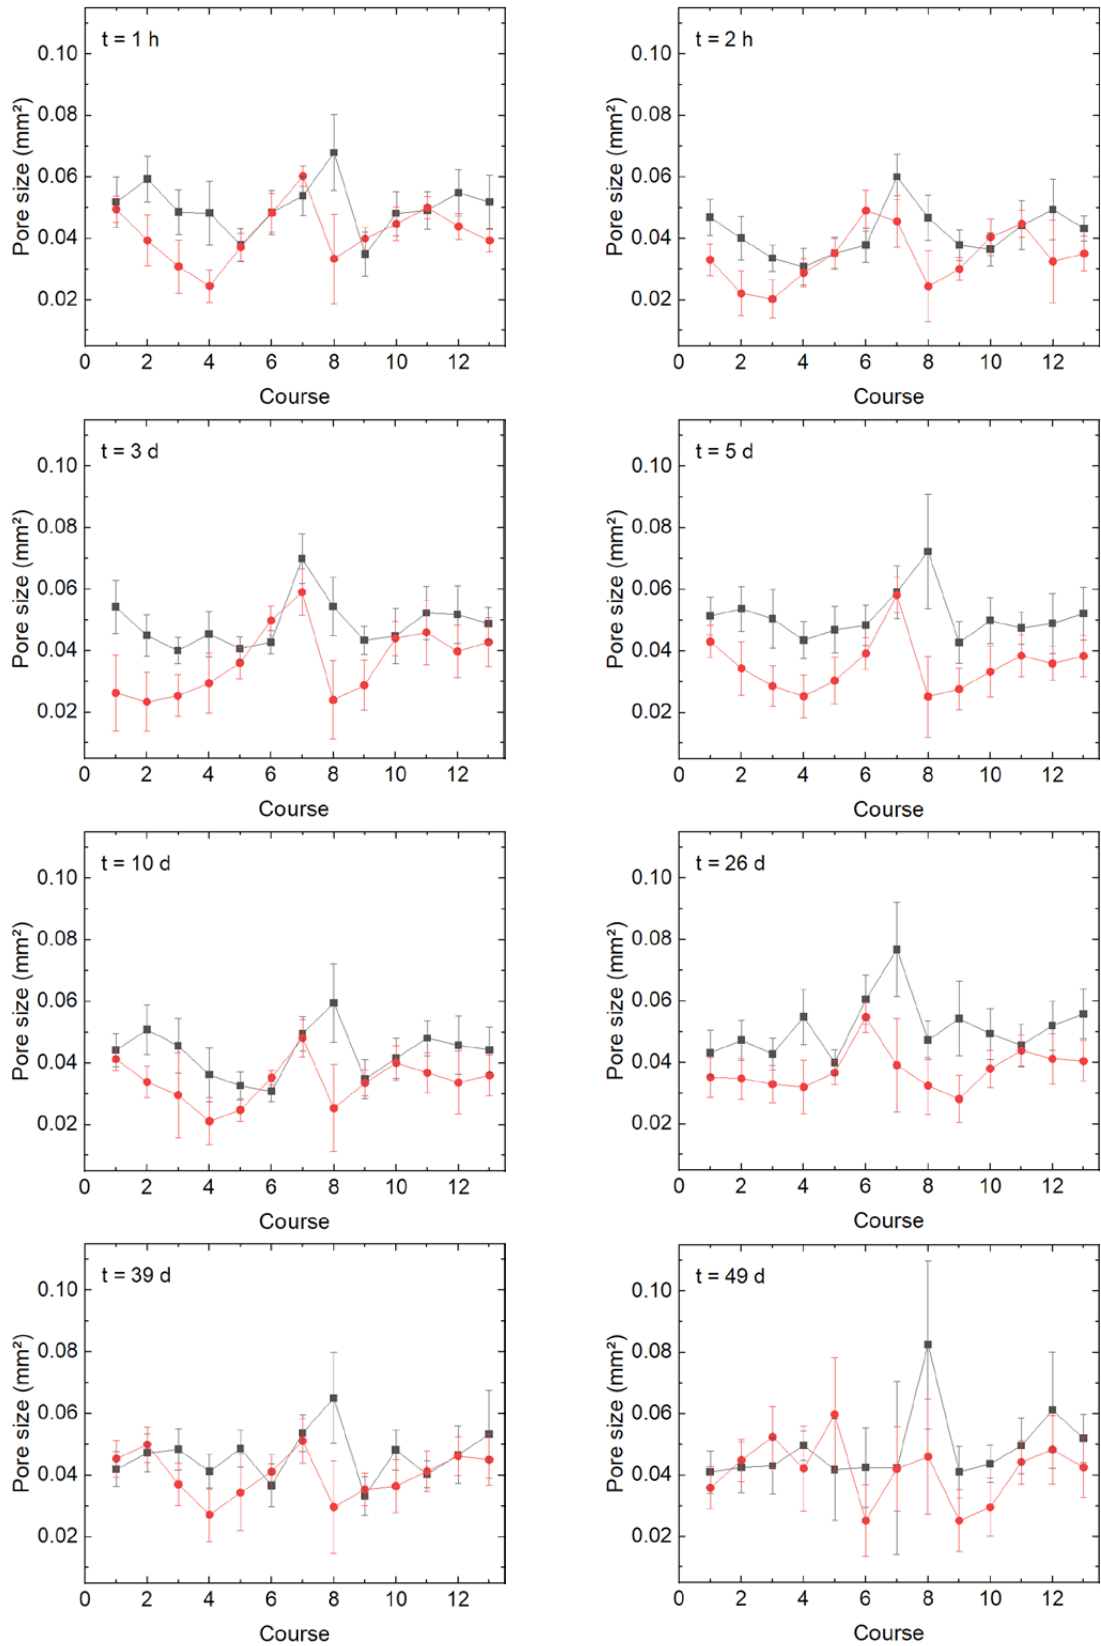 t = 1 h
Pore size (mm²)
0.10
0.08
0.06
0.04
0.02
0 2 4 6 8 10 12
Course
t = 2 h
Pore size (mm²)
0.10
0.08
0.06
0.04
0.02
0 2 4 6 8 10 12
Course
t = 3 d
Pore size (mm²)
0.10
0.08
0.06
0.04
0.02
0 2 4 6 8 10 12
Course
t = 5 d
Pore size (mm²)
0.10
0.08
0.06
0.04
0.02
0 2 4 6 8 10 12
Course
t = 10 d
Pore size (mm²)
0.10
0.08
0.06
0.04
0.02
0 2 4 6 8 10 12
Course
t = 26 d
Pore size (mm²)
0.10
0.08
0.06
0.04
0.02
0 2 4 6 8 10 12
Course
t = 39 d
Pore size (mm²)
0.10
0.08
0.06
0.04
0.02
0 2 4 6 8 10 12
Course
t = 49 d
Pore size (mm²)
0.10
0.08
0.06
0.04
0.02
0 2 4 6 8 10 12
Course